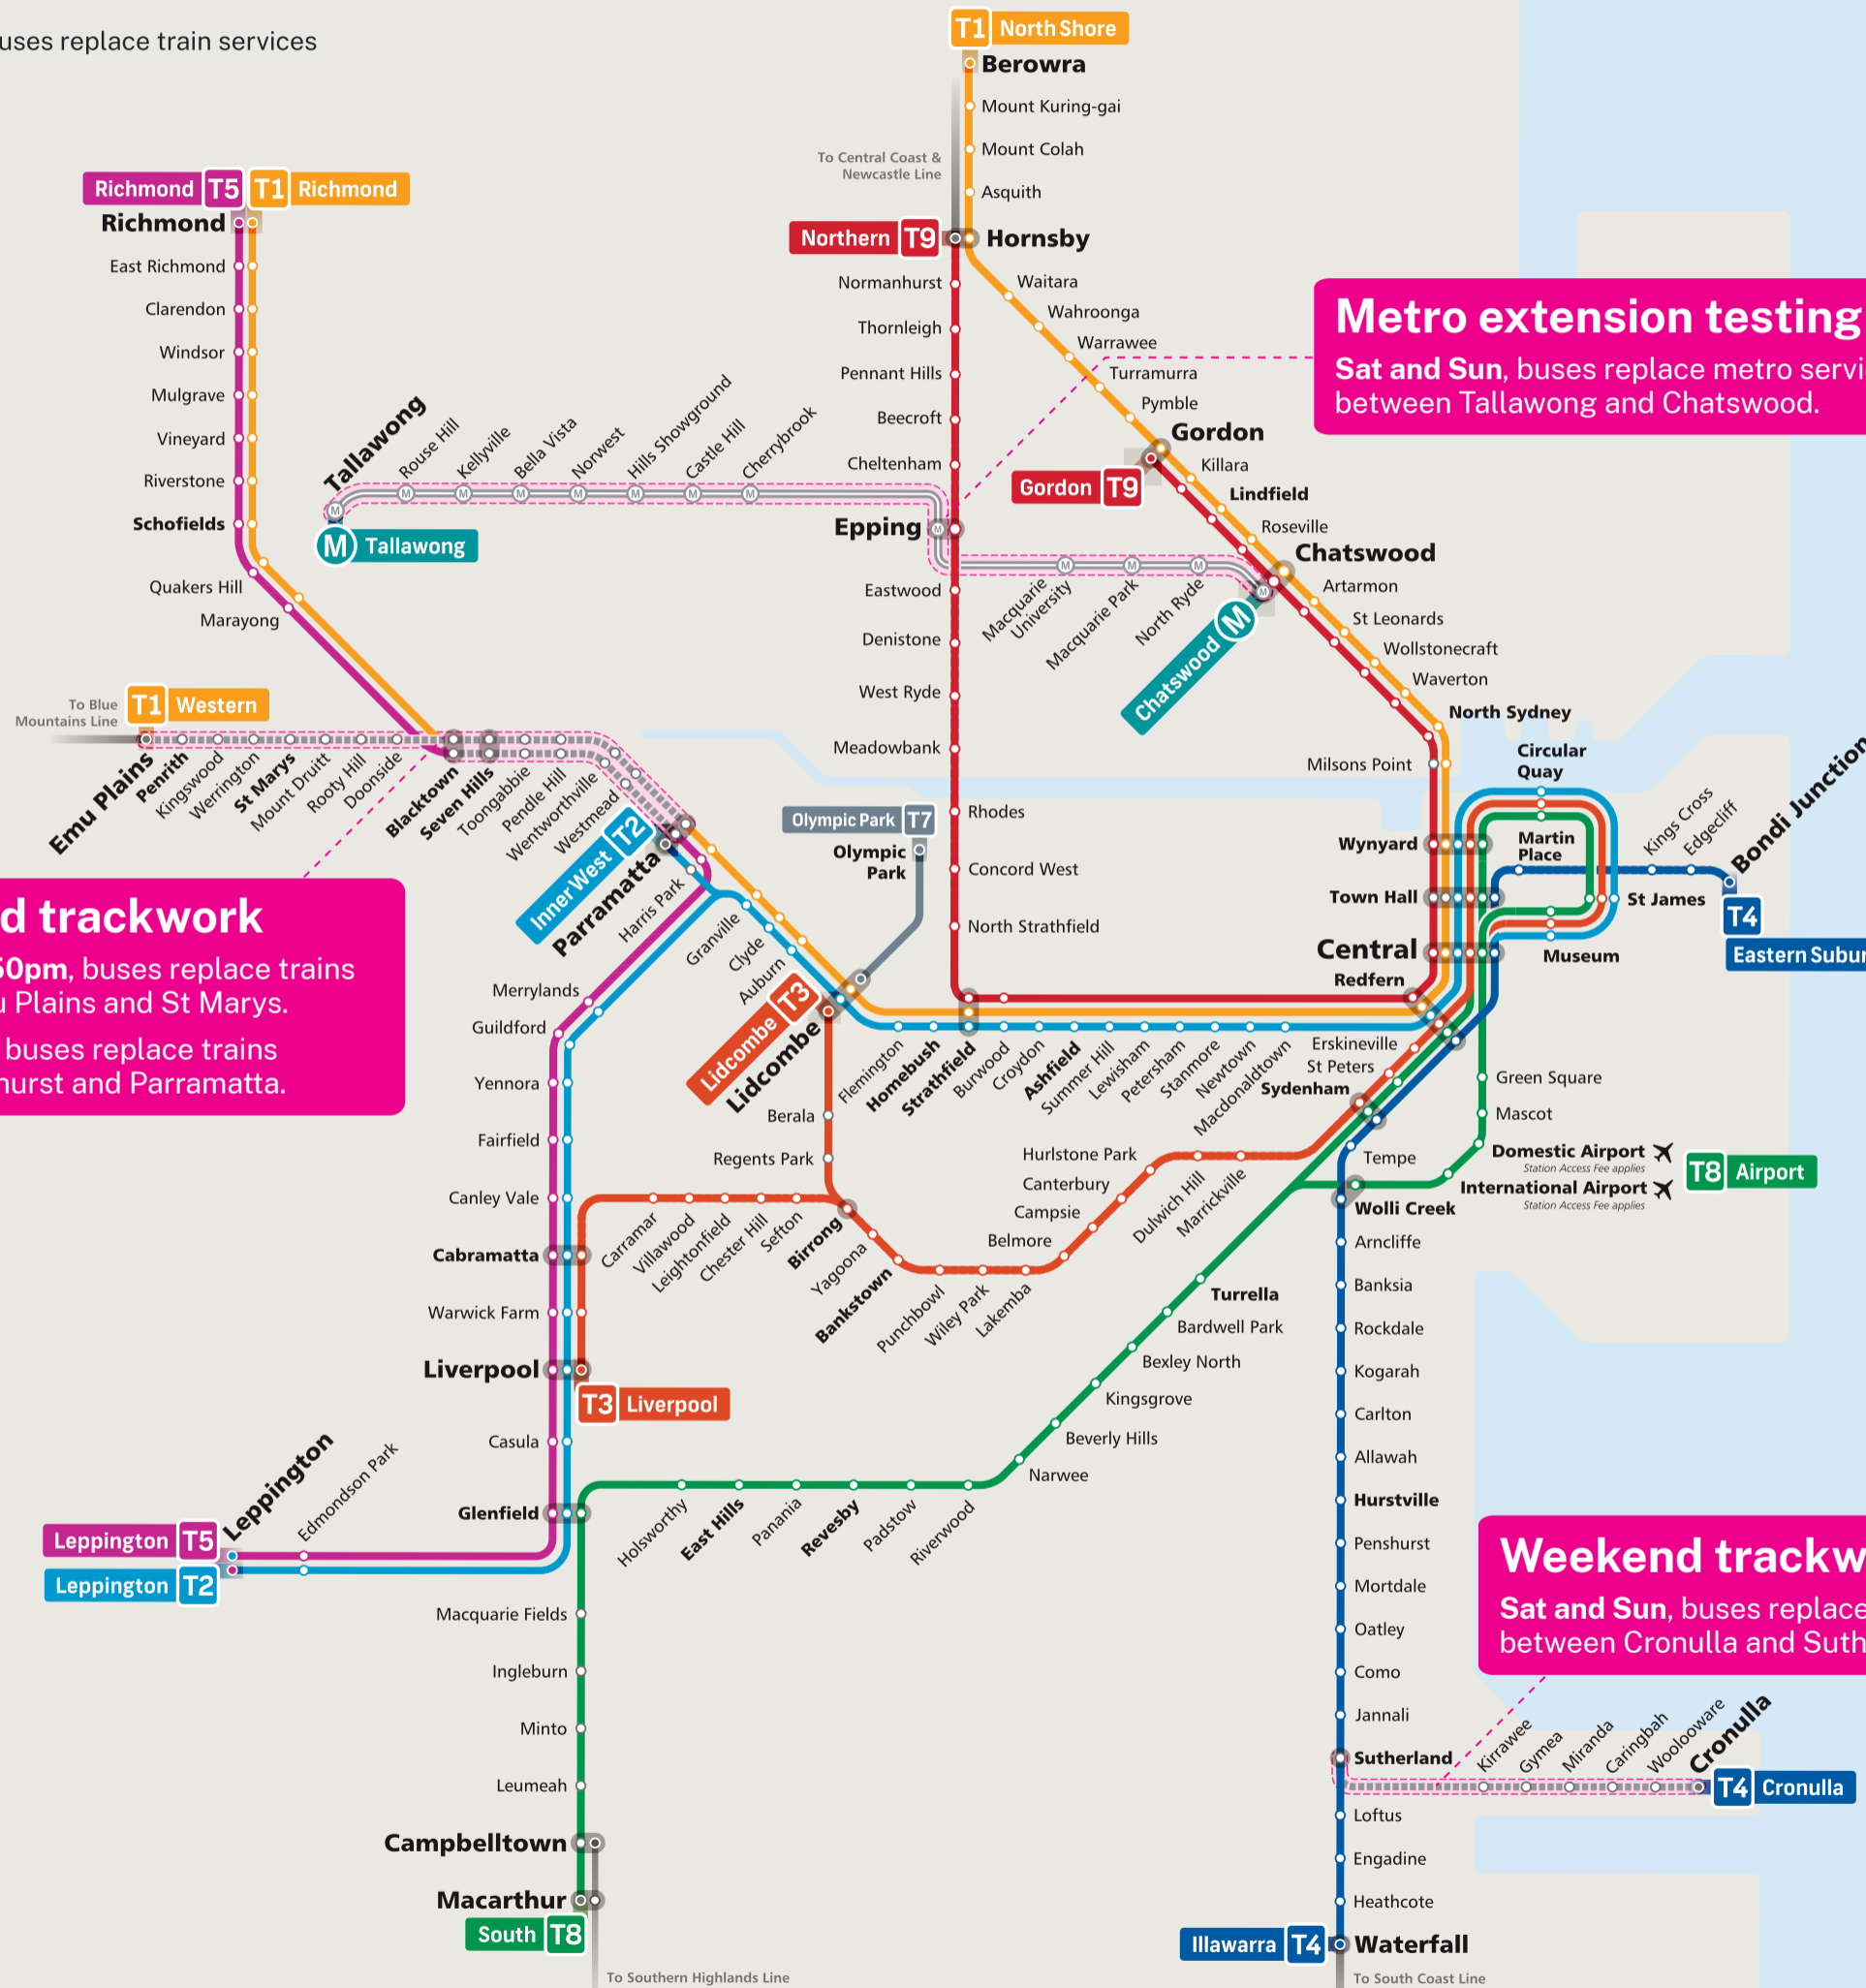 uses replace train services
T1 North Shore
Berowra
Mount Kuring-gai
Mount Colah
Asquith
To Central Coast &
Newcastle Line
Northern T9
Hornsby
Richmond T5
T1 Richmond
Richmond
East Richmond
Clarendon
Windsor
Mulgrave
Vineyard
Riverstone
Schofields
Quakers Hill
Marayong
Normanhurst
Thornleigh
Pennant Hills
Beecroft
Cheltenham
Epping
Waitara
Wahroonga
Warrawee
Turramurra
Pymble
Gordon
Gordon T9
Killara
Lindfield
Roseville
Chatswood
Artarmon
St Leonards
Wollstonecraft
Waverton
North Sydney
Milsons Point
Metro extension testing
Sat and Sun, buses replace metro servi
between Tallawong and Chatswood.
Tallawong
M Tallawong
Rouse Hill
Kellyville
Bella Vista
Norwest
Hills Showground
Castle Hill
Cherrybrook
M
M
M
M
M
M
M
M
M
M
M
M
M
Macquarie
University
Macquarie Park
North Ryde
Chatswood M
Eastwood
Denistone
West Ryde
Meadowbank
Rhodes
Concord West
North Strathfield
To Blue
Mountains Line
T1 Western
Emu Plains
Penrith
Kingswood
Werrington
St Marys
Mount Druitt
Rooty Hill
Doonside
Blacktown
Seven Hills
Toongabbie
Pendle Hill
Wentworthville
Westmead
Inner West T2
Parramatta
Harris Park
Granville
Clyde
Auburn
Lidcombe T3
Lidcombe
Olympic Park T7
Olympic
Park
d trackwork
50pm, buses replace trains
u Plains and St Marys.
buses replace trains
hurst and Parramatta.
Circular
Quay
Wynyard
Martin
Place
Kings Cross
Edgecliff
Bondi Junction
T4
Eastern Subur
Town Hall
St James
Central
Museum
Redfern
Flemington
Homebush
Strathfield
Burwood
Croydon
Ashfield
Summer Hill
Lewisham
Petersham
Stanmore
Newtown
Macdonaldtown
Erskineville
St Peters
Sydenham
Tempe
Green Square
Mascot
Domestic Airport
Station Access Fee applies
International Airport
Station Access Fee applies
T8 Airport
Wolli Creek
Merrylands
Guildford
Yennora
Fairfield
Canley Vale
Cabramatta
Warwick Farm
Liverpool
T3 Liverpool
Casula
Glenfield
Berala
Regents Park
Carramar
Villawood
Leightonfield
Chester Hill
Sefton
Birrong
Yagoona
Bankstown
Punchbowl
Wiley Park
Lakemba
Belmore
Campsie
Canterbury
Hurlstone Park
Dulwich Hill
Marrickville
Turrella
Bardwell Park
Bexley North
Kingsgrove
Beverly Hills
Narwee
Riverwood
Padstow
Revesby
Panania
East Hills
Holsworthy
Leppington
Edmondson Park
Leppington T5
Leppington T2
Macquarie Fields
Ingleburn
Minto
Leumeah
Campbelltown
Macarthur
South T8
To Southern Highlands Line
Arncliffe
Banksia
Rockdale
Kogarah
Carlton
Allawah
Hurstville
Penshurst
Mortdale
Oatley
Como
Jannali
Sutherland
Loftus
Engadine
Heathcote
Illawarra T4
Waterfall
To South Coast Line
Weekend trackw
Sat and Sun, buses replace
between Cronulla and Suth
Kirrawee
Gymea
Miranda
Caringbah
Woolooware
Cronulla
T4 Cronulla